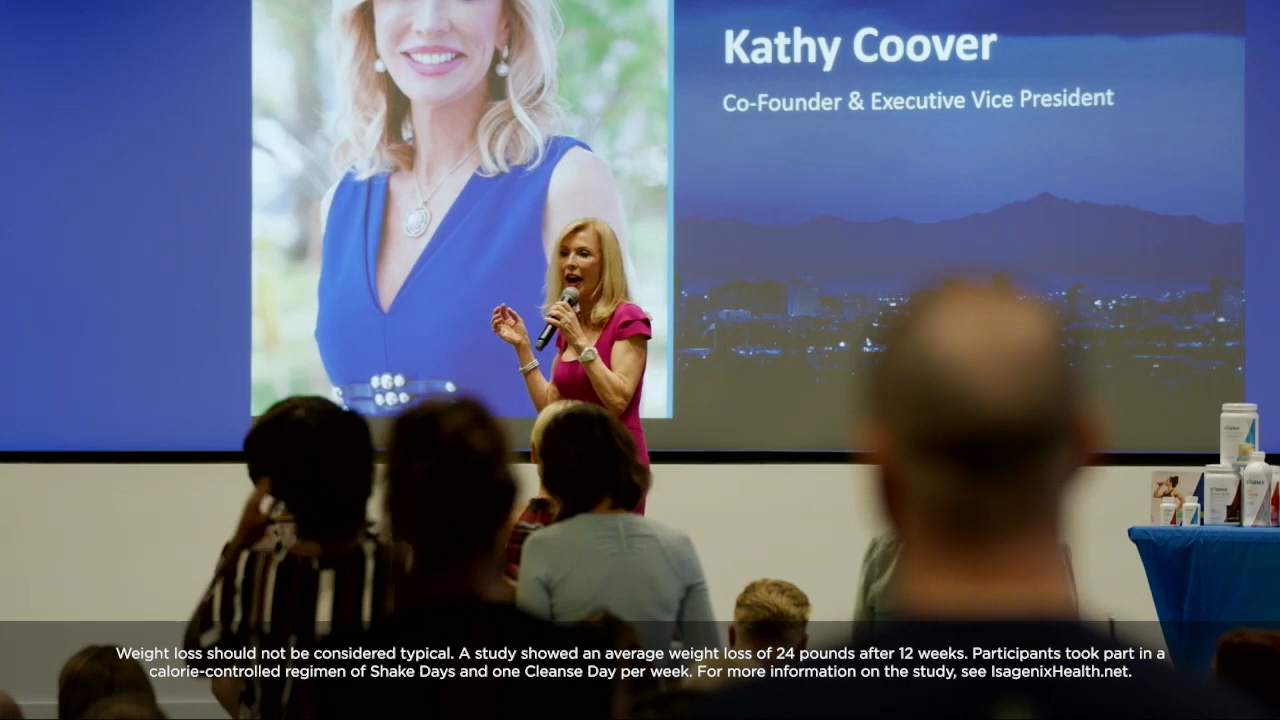 Kathy Coover
Co-Founder & Executive Vice President
Weight loss should not be considered typical. A study showed an average weight loss of 24 pounds after 12 weeks. Participants took part in a
calorie-controlled regimen of Shake Days and one Cleanse Day per week. For more information on the study, see IsagenixHealth.net.